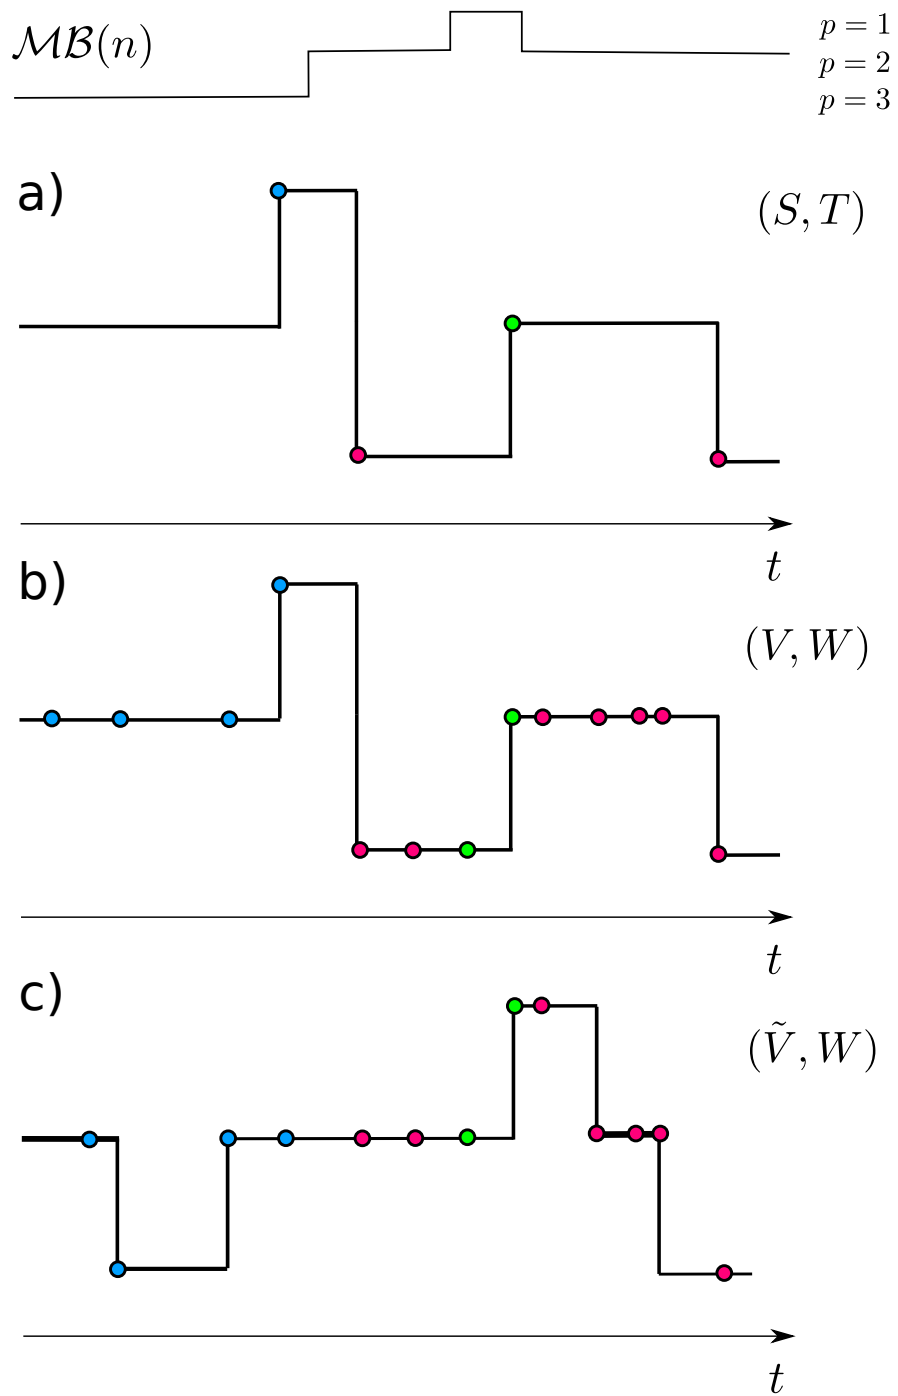 𝓜𝓑(n)
p = 1
p = 2
p = 3
a)
(S, T)
t
b)
(V, W)
t
c)
(Ṽ, W)
t